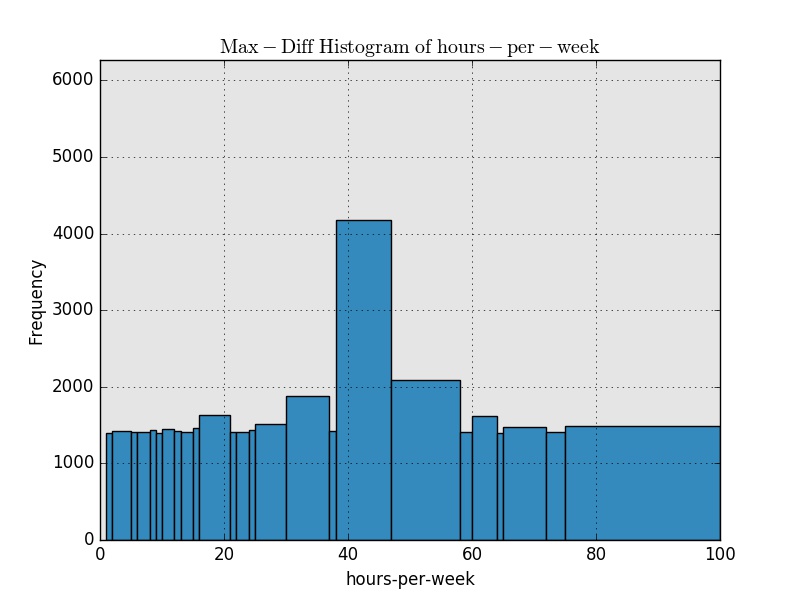 Max − Diff Histogram of hours − per − week
6000
5000
4000
3000
2000
1000
0
Frequency
0 20 40 60 80 100
hours-per-week